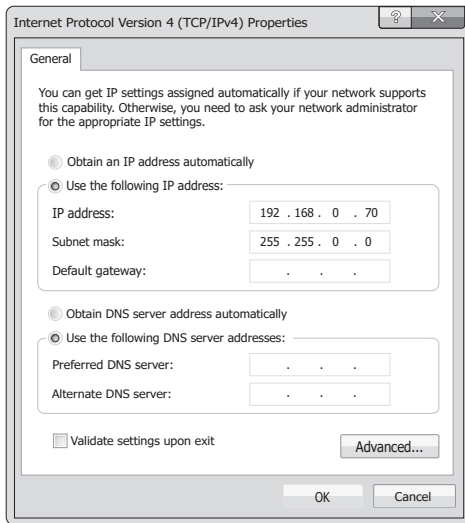 Internet Protocol Version 4 (TCP/IPv4) Properties
General
You can get IP settings assigned automatically if your network supports
this capability. Otherwise, you need to ask your network administrator
for the appropriate IP settings.
Obtain an IP address automatically
Use the following IP address:
IP address: 192 . 168 . 0 . 70
Subnet mask: 255 . 255 . 0 . 0
Default gateway: . . .
Obtain DNS server address automatically
Use the following DNS server addresses:
Preferred DNS server: . . .
Alternate DNS server: . . .
Validate settings upon exit
Advanced...
OK Cancel